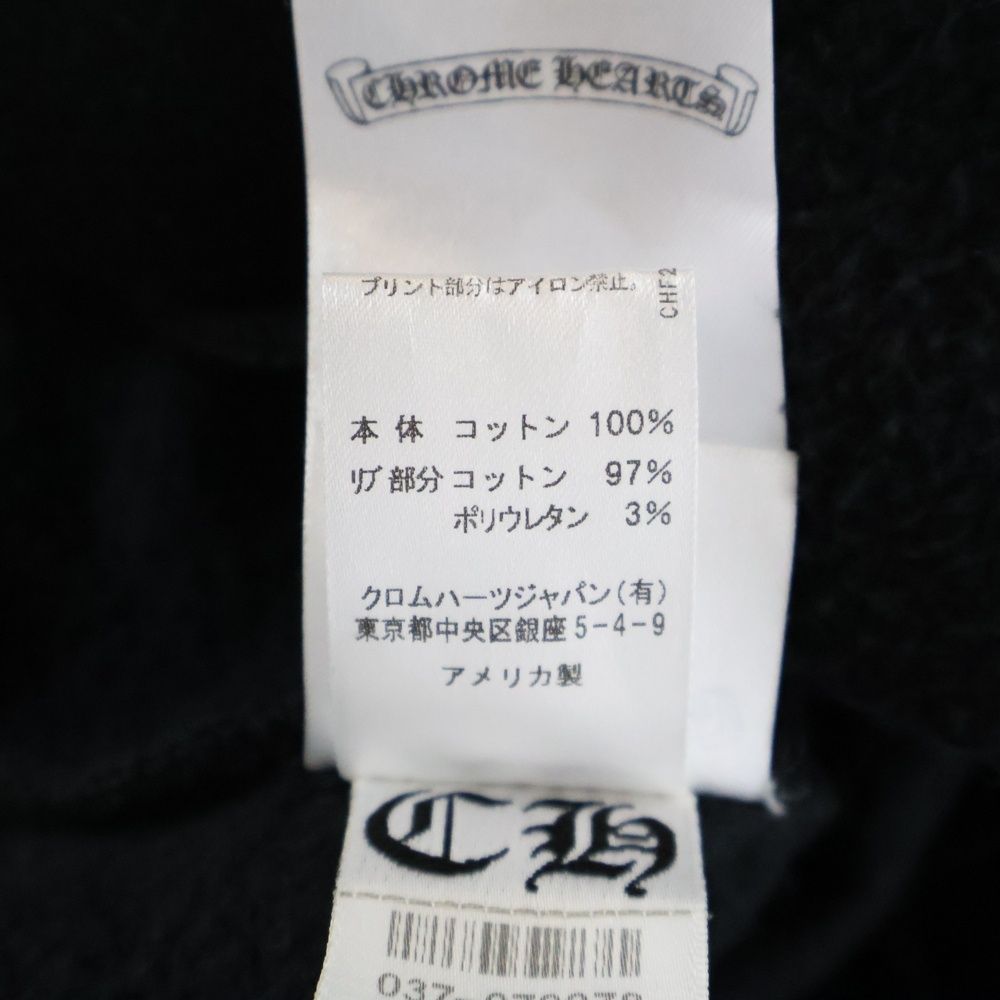 CHROME HEARTS
プリント部分はアイロン禁止。
CHF2
本体 コットン 100%
リブ部分 コットン 97%
ポリウレタン 3%
クロムハーツジャパン(有)
東京都中央区銀座5-4-9
アメリカ製
CH